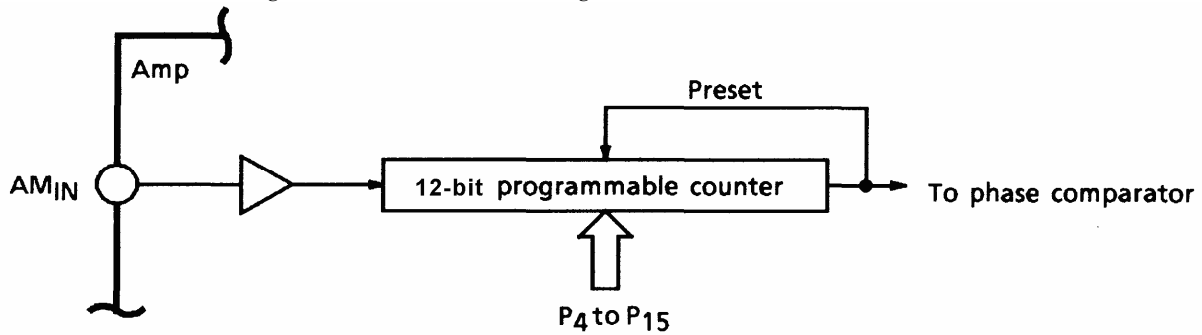 Amp
Preset
AMIN
12-bit programmable counter
To phase comparator
P4 to P15